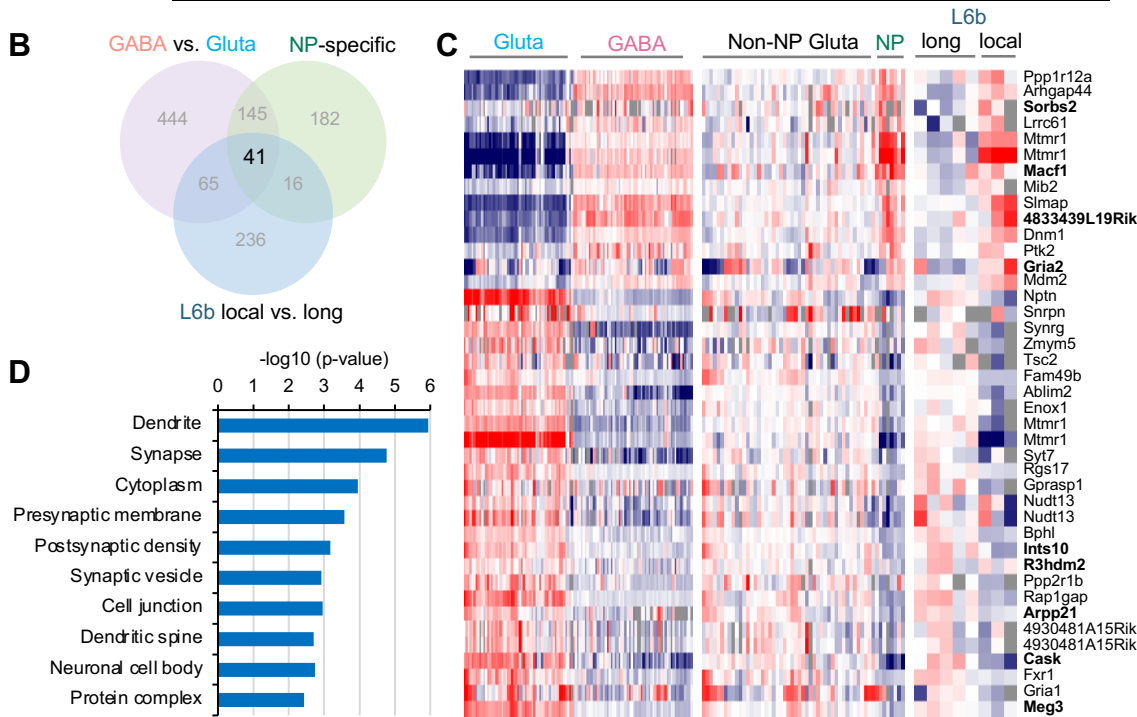 B
GABA vs. Gluta
NP-specific
444
145
182
41
65
16
236
L6b local vs. long
C
Gluta
GABA
Non-NP Gluta
NP
L6b
long
local
Ppp1r12a
Arhgap44
Sorbs2
Lrrc61
Mtmr1
Mtmr1
Macf1
Mib2
Slmap
4833439L19Rik
Dnm1
Ptk2
Gria2
Mdm2
Nptn
Snrpn
Synrg
Zmym5
Tsc2
Fam49b
Ablim2
Enox1
Mtmr1
Mtmr1
Syt7
Rgs17
Gprasp1
Nudt13
Nudt13
Bphl
Ints10
R3hdm2
Ppp2r1b
Rap1gap
Arpp21
4930481A15Rik
4930481A15Rik
Cask
Fxr1
Gria1
Meg3
D
-log10 (p-value)
0 1 2 3 4 5 6
Dendrite
Synapse
Cytoplasm
Presynaptic membrane
Postsynaptic density
Synaptic vesicle
Cell junction
Dendritic spine
Neuronal cell body
Protein complex